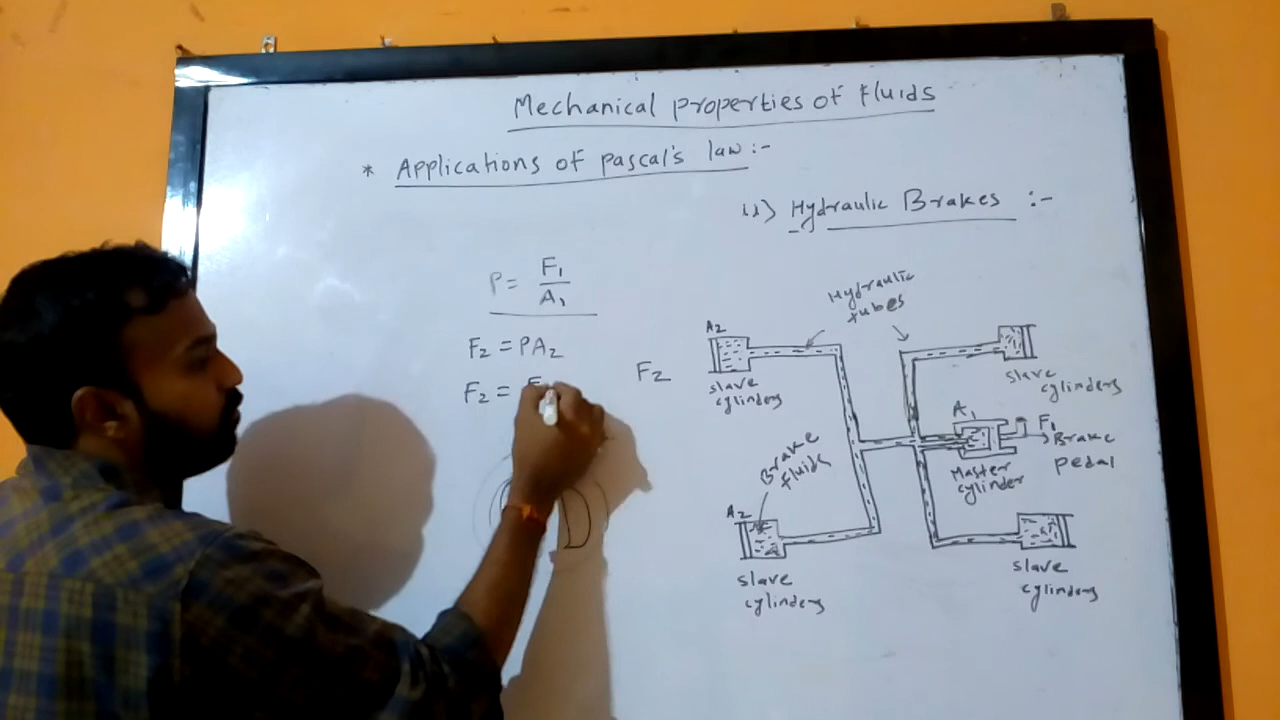 Mechanical properties of Fluids
* Applications of pascal's law :-
ii) Hydraulic Brakes :-
P = F1/A1
F2 = PA2
F2 = F
F2
Hydraulic
tubes
A2
slave
cylinders
slave
cylinders
A1
F1
Brake
pedal
Master
cylinder
Brake
fluids
A2
slave
cylinders
slave
cylinders